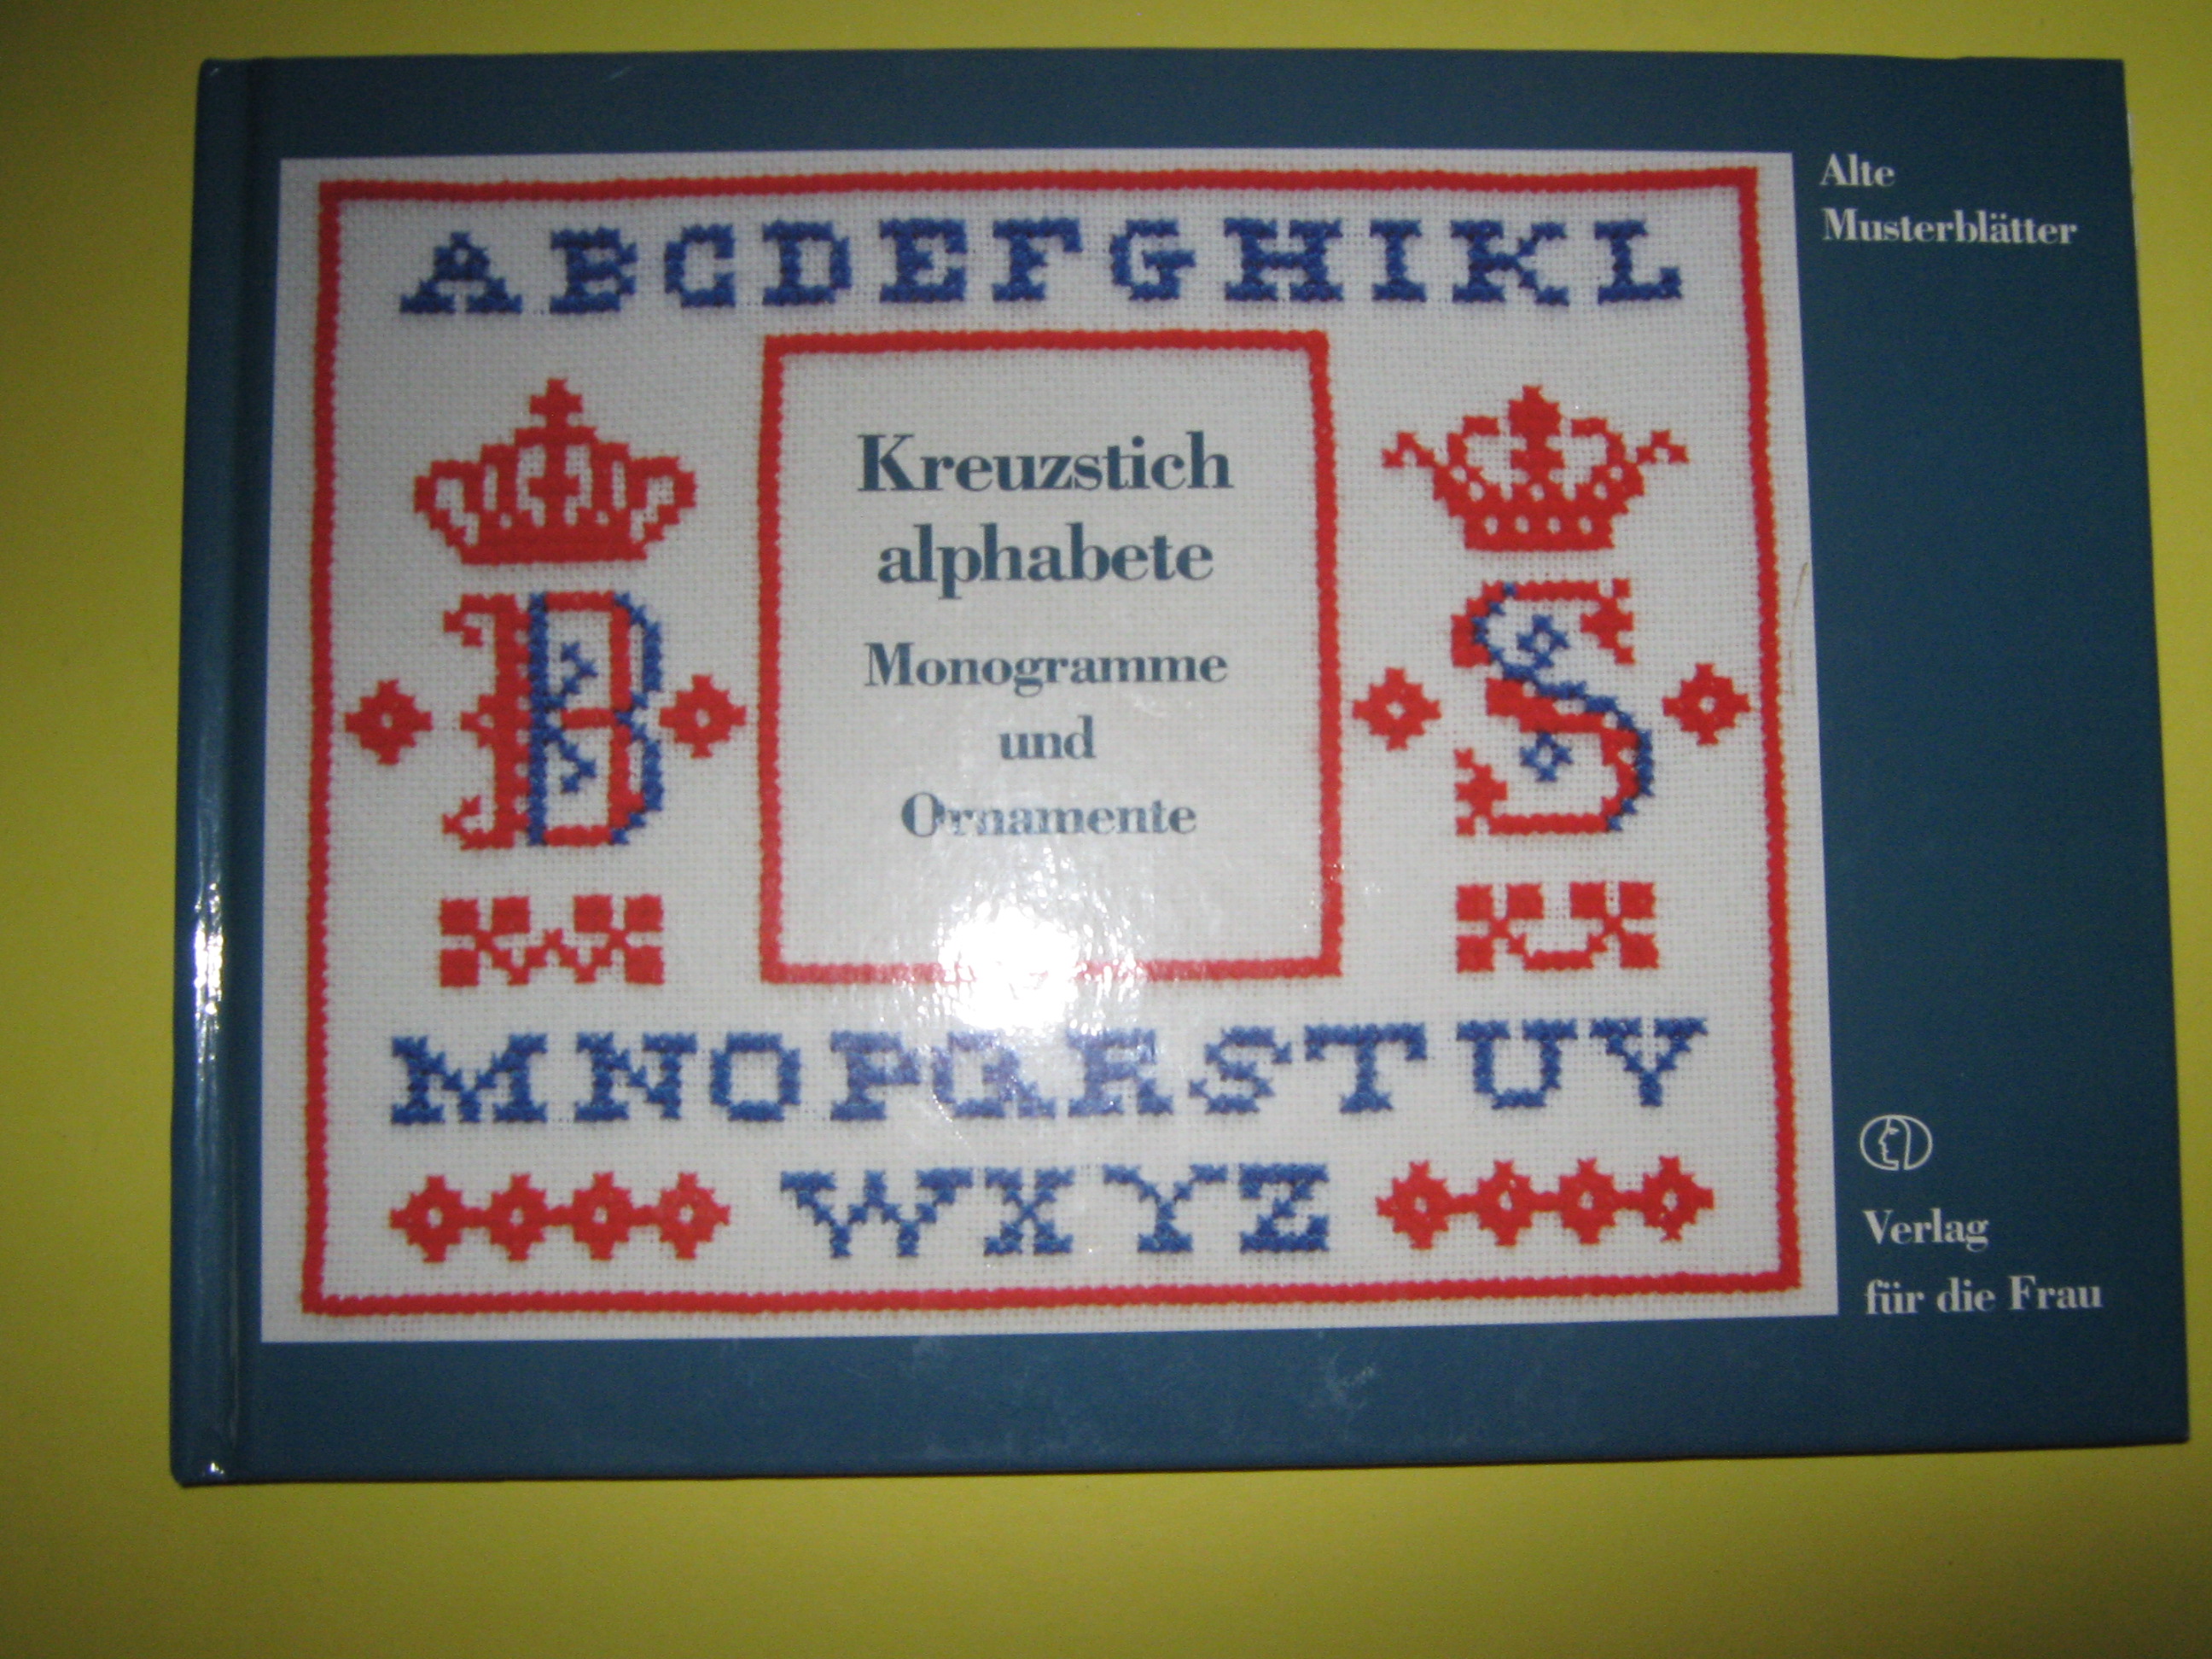 Alte
Musterblätter
ABCDEFGHIKL
Kreuzstich
alphabete
Monogramme
und
Ornamente
B
S
MNOPQRSTUV
WXYZ
Verlag
für die Frau